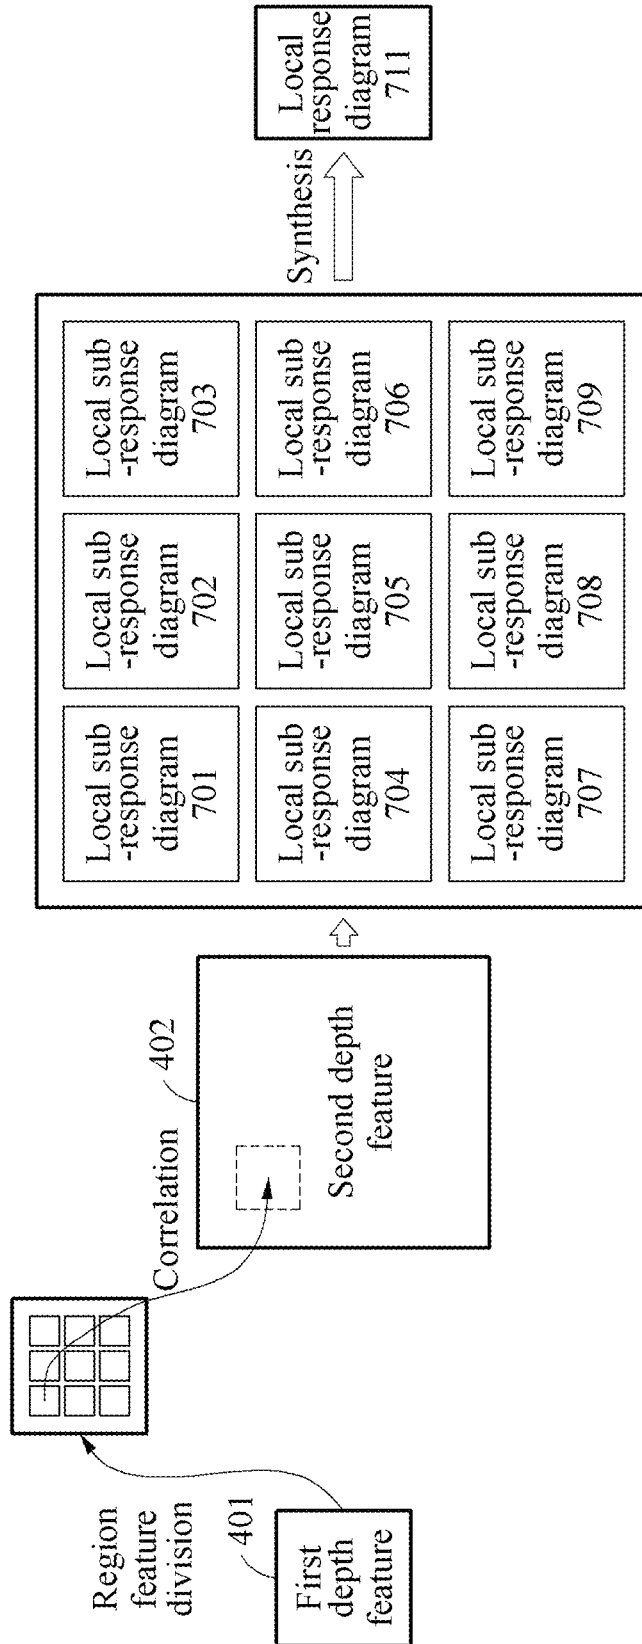 Region
feature
division
401
First
depth
feature
Correlation
402
Second depth
feature
Local sub
-response
diagram
701
Local sub
-response
diagram
702
Local sub
-response
diagram
703
Local sub
-response
diagram
704
Local sub
-response
diagram
705
Local sub
-response
diagram
706
Local sub
-response
diagram
707
Local sub
-response
diagram
708
Local sub
-response
diagram
709
Synthesis
Local
response
diagram
711